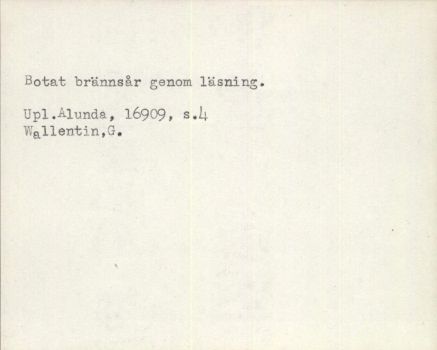 Botat brännsår genom läsning.
Upl.Alunda, 16909, s.4
Wallentin,G.